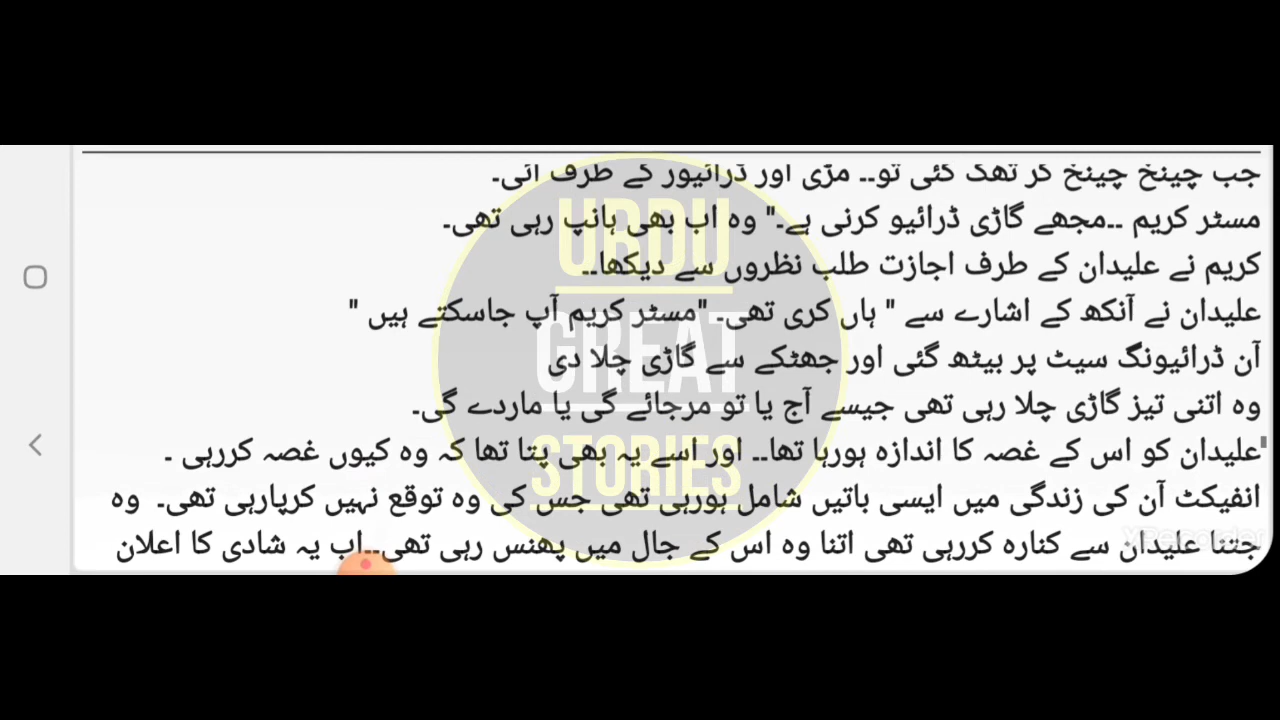 جب چینخ چینخ کر تھک گئی تو۔۔ مڑی اور ڈرائیور کے طرف آئی۔
مسٹر کریم ۔۔مجھے گاڑی ڈرائیو کرنی ہے۔" وہ اب بھی ہانپ رہی تھی۔
کریم نے علیدان کے طرف اجازت طلب نظروں سے دیکھا۔۔
علیدان نے آنکھ کے اشارے سے " ہاں کری تھی۔ "مسٹر کریم آپ جاسکتے ہیں "
آن ڈرائیونگ سیٹ پر بیٹھ گئی اور جھٹکے سے گاڑی چلا دی
وہ اتنی تیز گاڑی چلا رہی تھی جیسے آج یا تو مرجائے گی یا ماردے گی۔
'علیدان کو اس کے غصہ کا اندازہ ہورہا تھا۔۔ اور اسے یہ بھی پتا تھا کہ وہ کیوں غصہ کررہی ۔
انفیکٹ آن کی زندگی میں ایسی باتیں شامل ہورہی تھی جس کی وہ توقع نہیں کرپارہی تھی۔ وہ
جتنا علیدان سے کنارہ کررہی تھی اتنا وہ اس کے جال میں پھنس رہی تھی۔۔اب یہ شادی کا اعلان
URDU
GREAT
STORIES
XRecorder